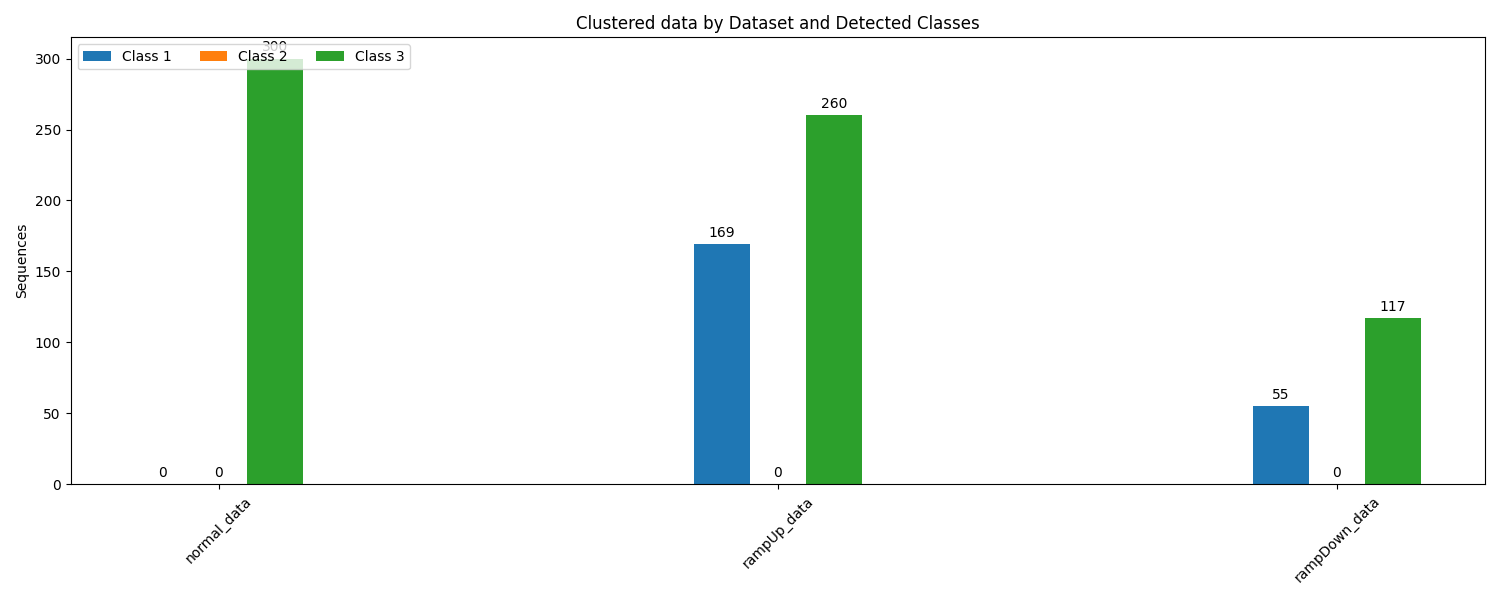 Clustered data by Dataset and Detected Classes
300
Class 1 Class 2 Class 3
300
250
200
150
100
50
0
Sequences
260
169
117
55
0 0
0
0
normal_data
rampUp_data
rampDown_data